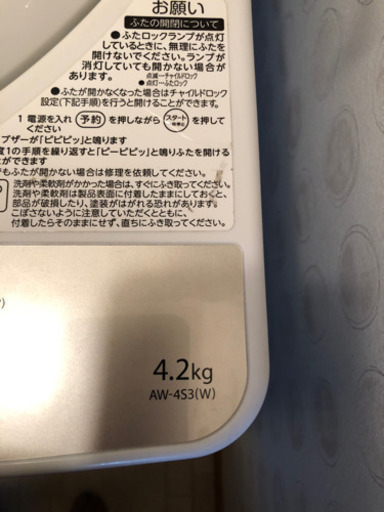 お願い
ふたの開閉について
●ふたロックランプが点灯
しているときに、無理にふたを
開けないでください。ランプが
消灯していても開かない場合が
あります。
点滅→チャイルドロック
点灯→ふたロック
●ふたが開かなくなった場合はチャイルドロック
設定(下記手順)を行うと開けることができます。
1 電源を入れ 予約 を押しながら スタート を押して
ください
ブザーが「ピピピッ」と鳴ります
度1の手順を繰り返すと「ピーピピッ」と鳴りふたを開ける
ができます
でもふたが開かない場合は修理を依頼してください。
洗剤や柔軟剤がかかった場合は、すぐにふき取ってください。
洗剤や柔軟剤は製品表面に付着したままにしておくと、
部品が破損したり、塗装がはがれる恐れがあります。
こぼさないように注意していただくとともに、
付着したらそのままにせず、直ちにふき取ってください。
4.2kg
AW-4S3(W)